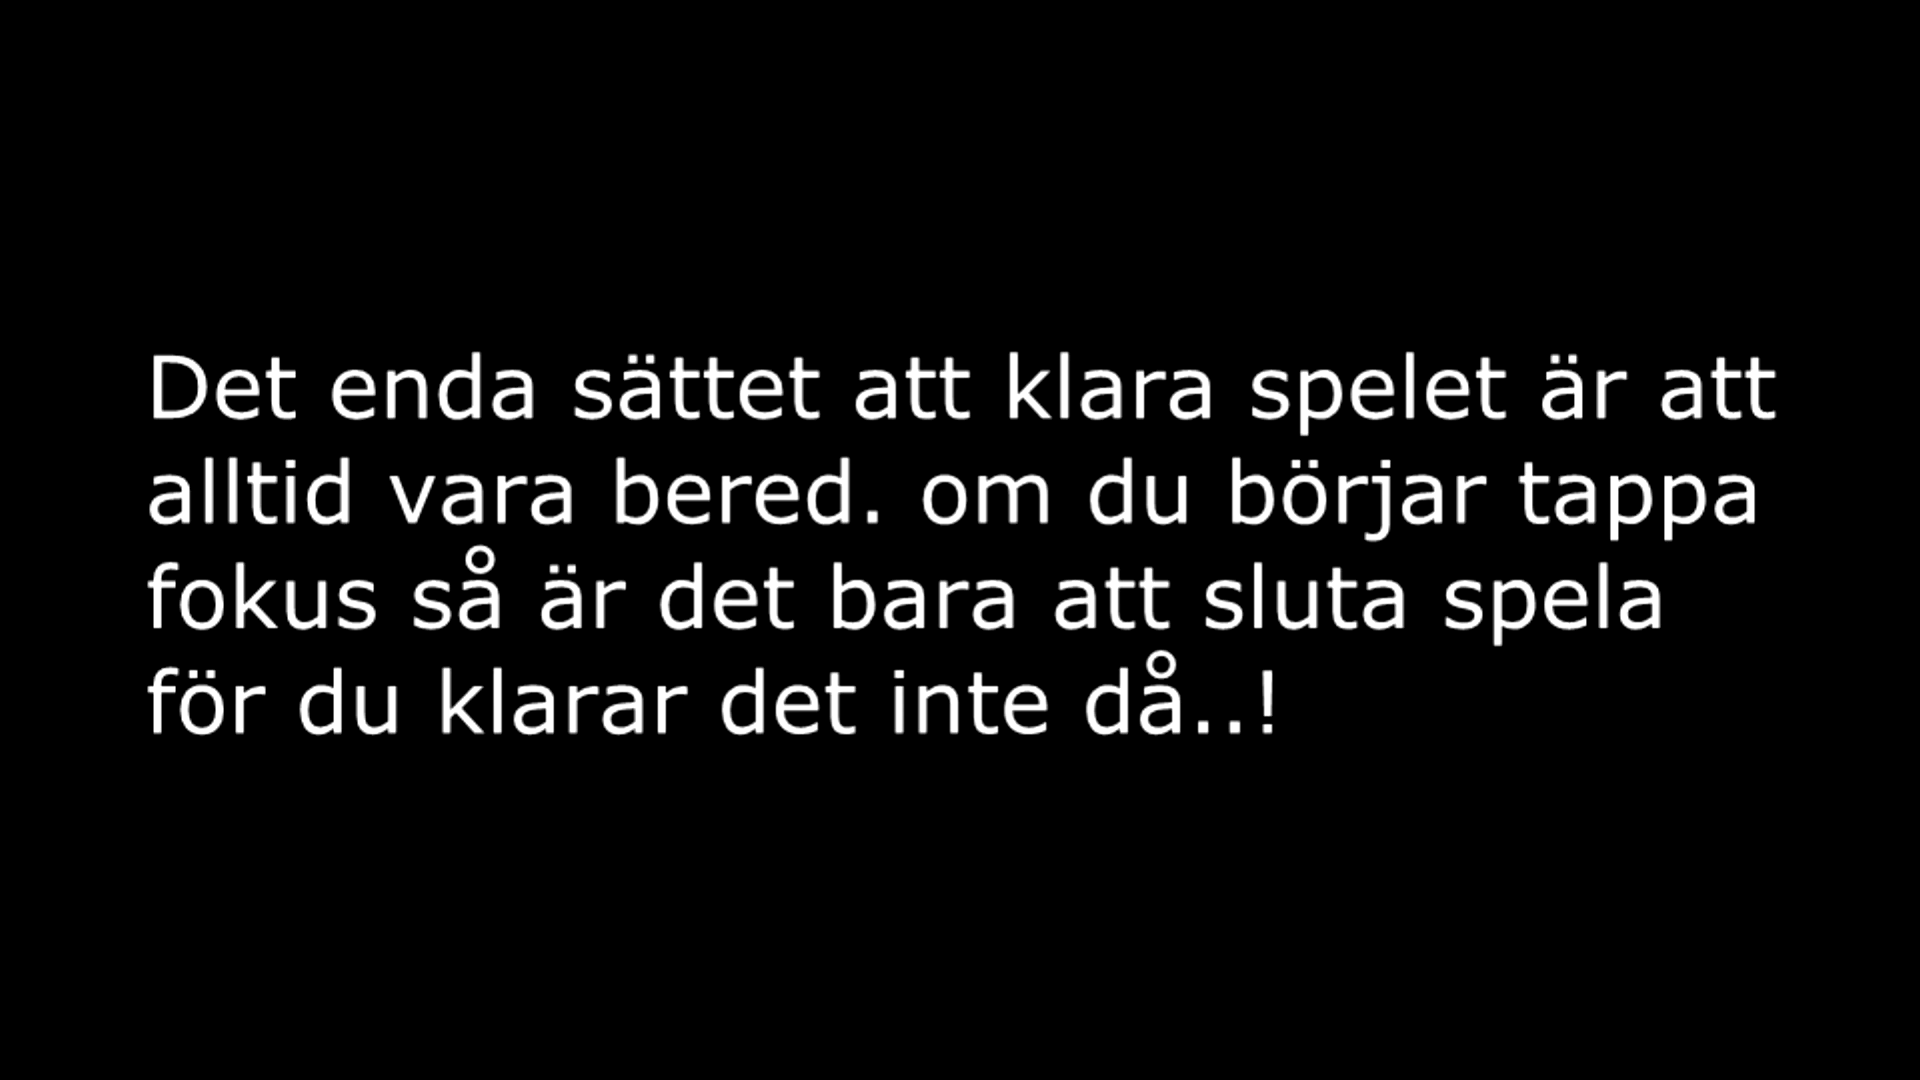 Det enda sättet att klara spelet är att
alltid vara bered. om du börjar tappa
fokus så är det bara att sluta spela
för du klarar det inte då..!